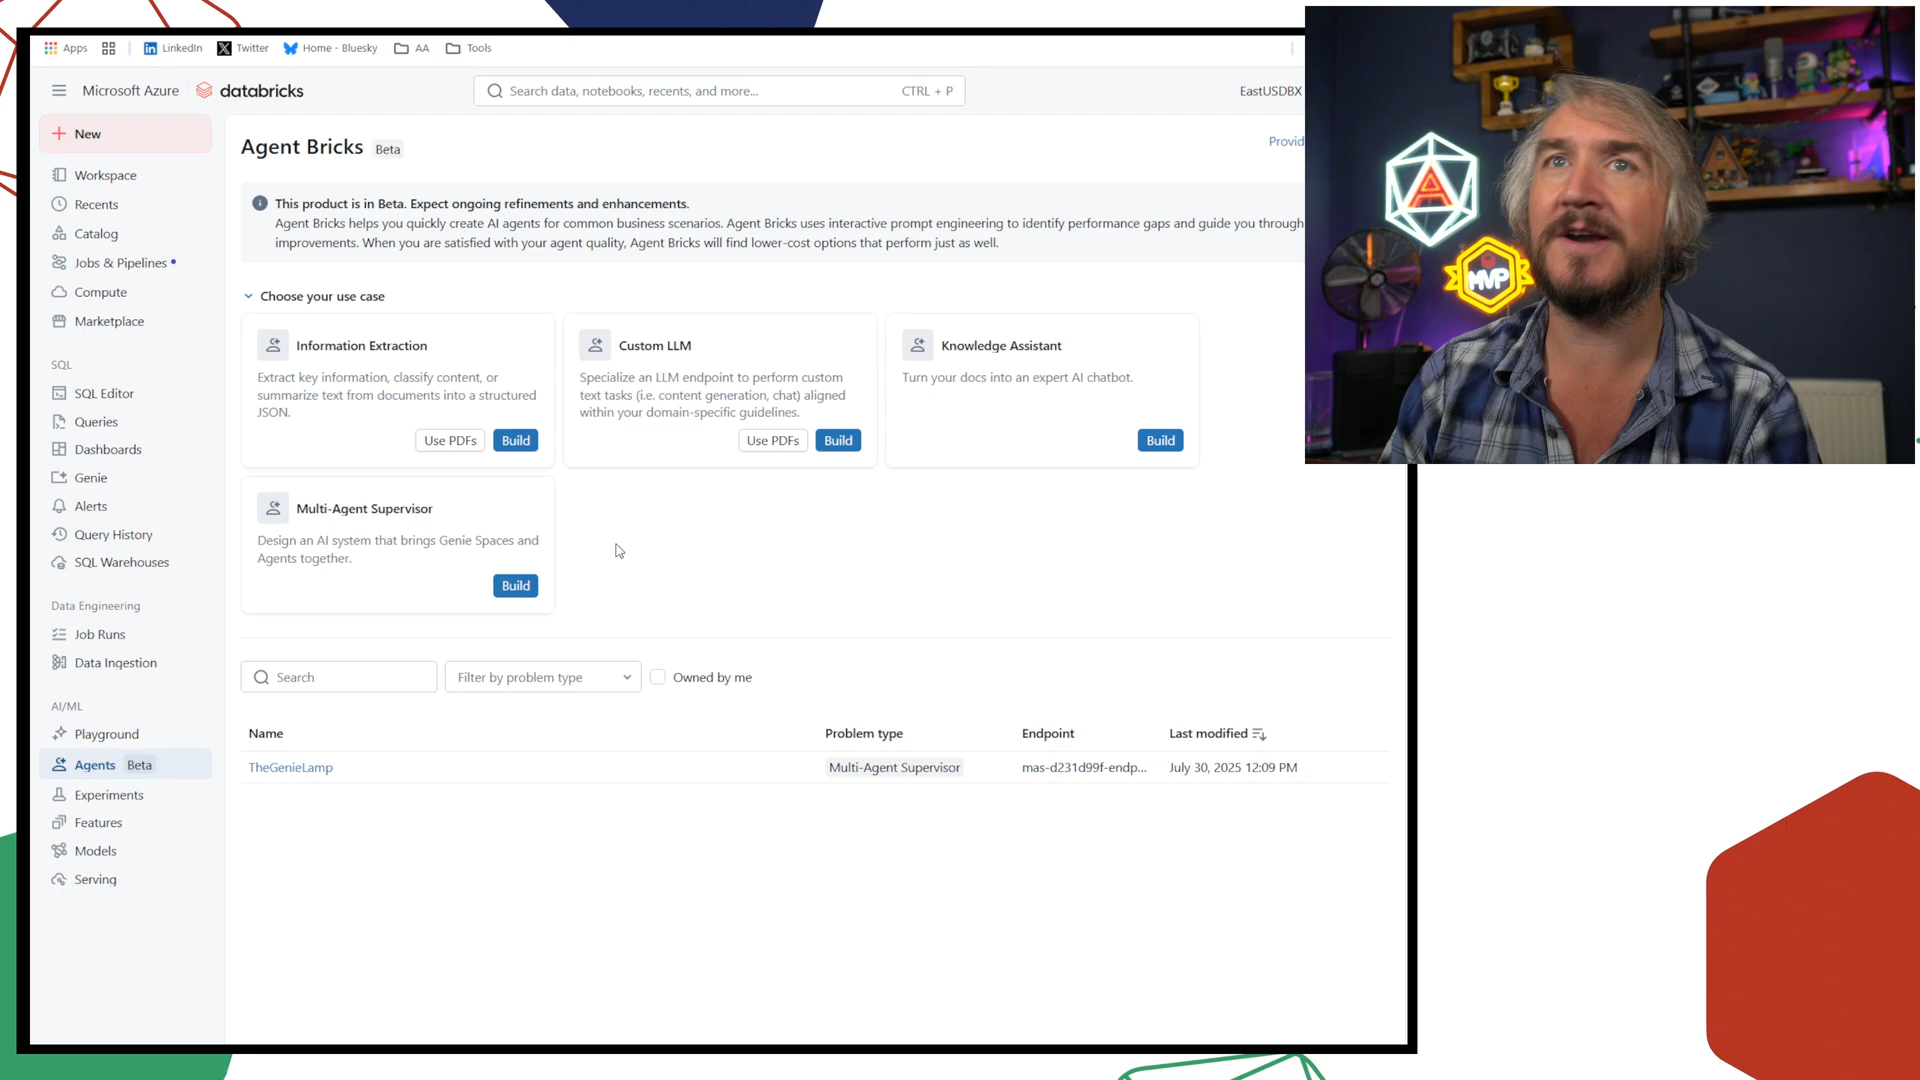 Apps
LinkedIn
Twitter
Home - Bluesky
AA
Tools
Microsoft Azure
databricks
Search data, notebooks, recents, and more...
CTRL + P
EastUSDBX
New
Workspace
Recents
Catalog
Jobs & Pipelines
Compute
Marketplace
SQL
SQL Editor
Queries
Dashboards
Genie
Alerts
Query History
SQL Warehouses
Data Engineering
Job Runs
Data Ingestion
AI/ML
Playground
Agents Beta
Experiments
Features
Models
Serving
Agent Bricks Beta
Provid
This product is in Beta. Expect ongoing refinements and enhancements.
Agent Bricks helps you quickly create AI agents for common business scenarios. Agent Bricks uses interactive prompt engineering to identify performance gaps and guide you through
improvements. When you are satisfied with your agent quality, Agent Bricks will find lower-cost options that perform just as well.
Choose your use case
Information Extraction
Extract key information, classify content, or
summarize text from documents into a structured
JSON.
Use PDFs Build
Custom LLM
Specialize an LLM endpoint to perform custom
text tasks (i.e. content generation, chat) aligned
within your domain-specific guidelines.
Use PDFs Build
Knowledge Assistant
Turn your docs into an expert AI chatbot.
Build
Multi-Agent Supervisor
Design an AI system that brings Genie Spaces and
Agents together.
Build
Search
Filter by problem type
Owned by me
Name Problem type Endpoint Last modified
TheGenieLamp Multi-Agent Supervisor mas-d231d99f-endp... July 30, 2025 12:09 PM
A
MVP